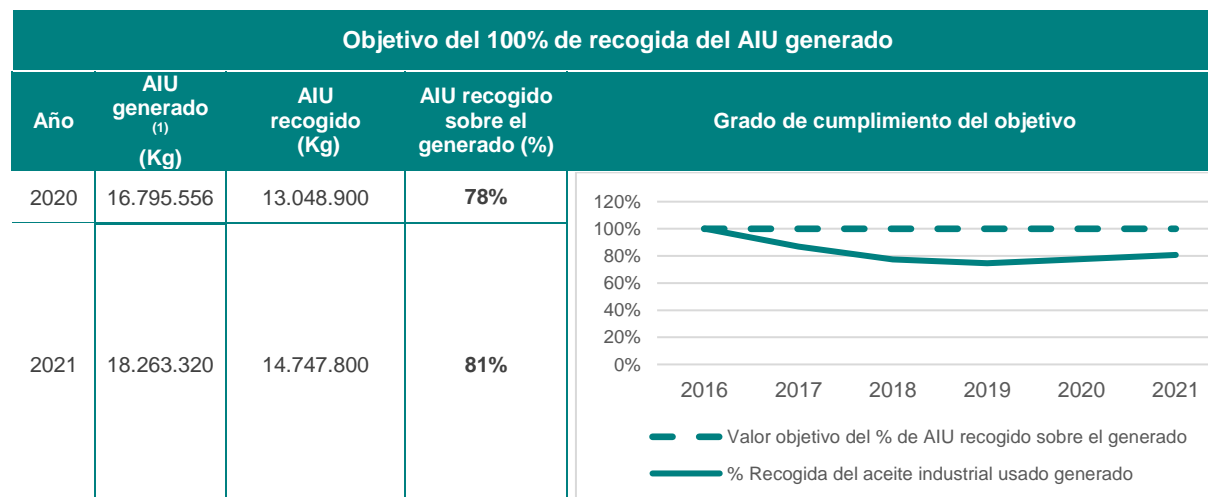 Objetivo del 100% de recogida del AIU generado
Año
AIU
generado
(1)
(Kg)
AIU
recogido
(Kg)
AIU recogido
sobre el
generado (%)
Grado de cumplimiento del objetivo
2020 16.795.556 13.048.900 78%
2021 18.263.320 14.747.800 81%
120%
100%
80%
60%
40%
20%
0%
2016 2017 2018 2019 2020 2021
Valor objetivo del % de AIU recogido sobre el generado
% Recogida del aceite industrial usado generado